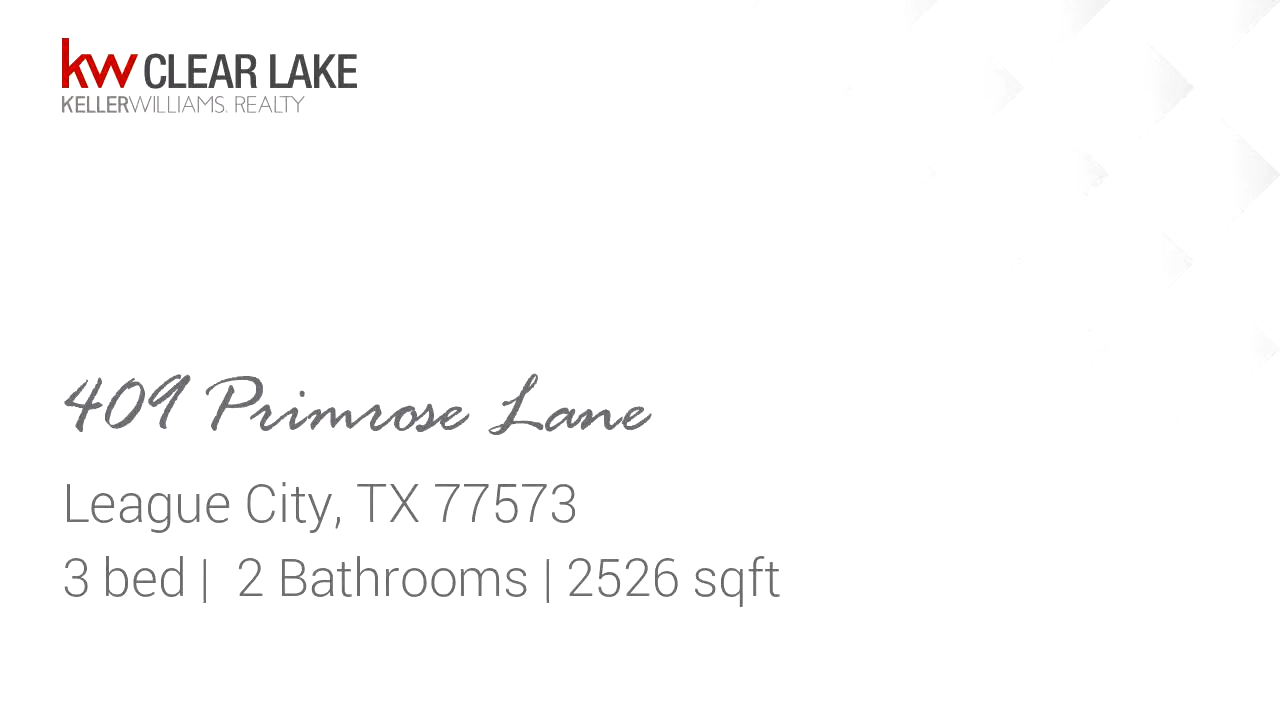 kw CLEAR LAKE
KELLERWILLIAMS. REALTY
409 Primrose Lane
League City, TX 77573
3 bed | 2 Bathrooms | 2526 sqft